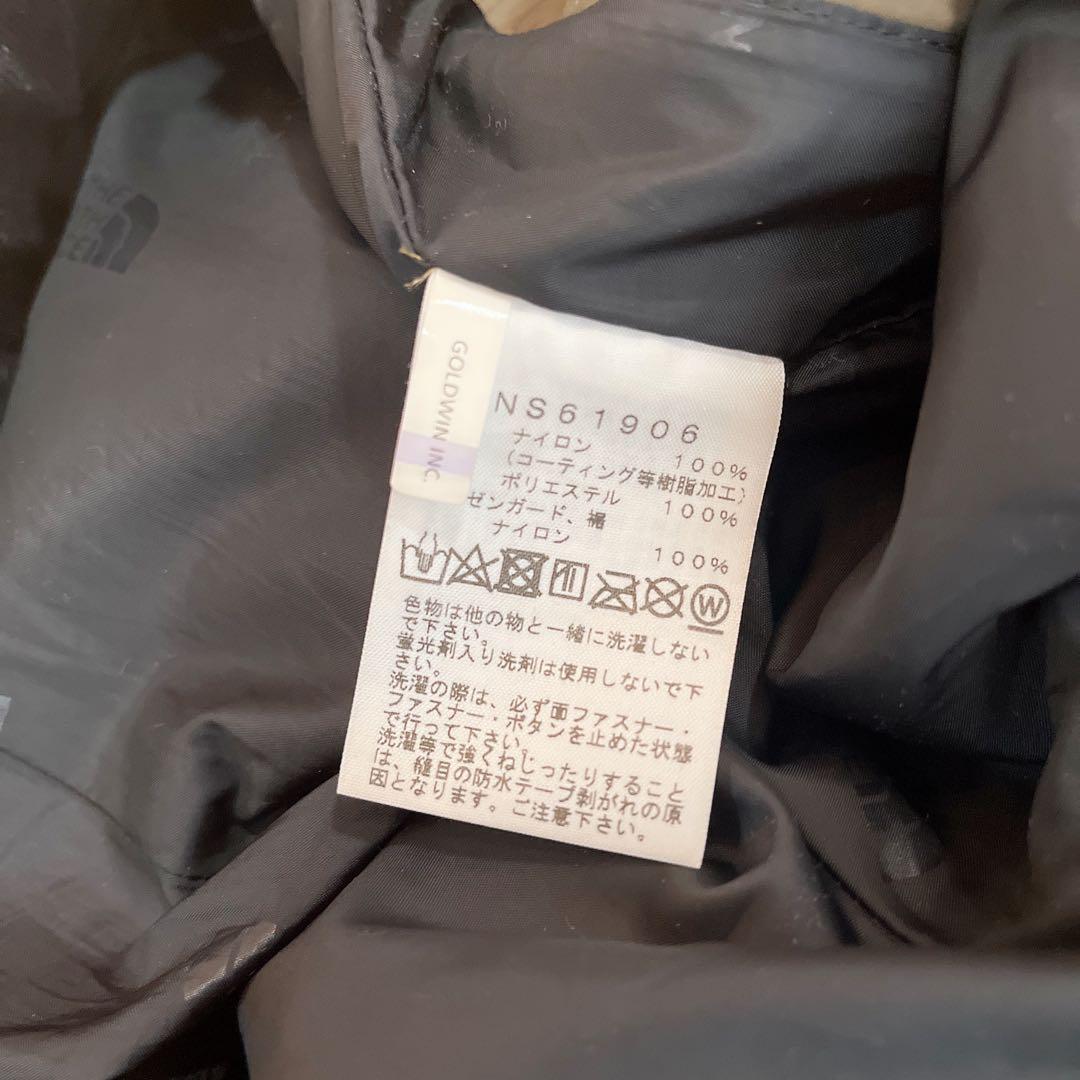 GOLDWIN INC.
NS61906
ナイロン 100%
(コーティング等樹脂加工)
ポリエステル 100%
ゼンガード、裾
ナイロン 100%
W
色物は他の物と一緒に洗濯しない
で下さい。
蛍光剤入り洗剤は使用しないで下
さい。
洗濯の際は、必ず面ファスナー・
ファスナー・ボタンを止めた状態
で行って下さい。
洗濯等で強くねじったりすること
は、縫目の防水テープ剥がれの原
因となります。ご注意下さい。